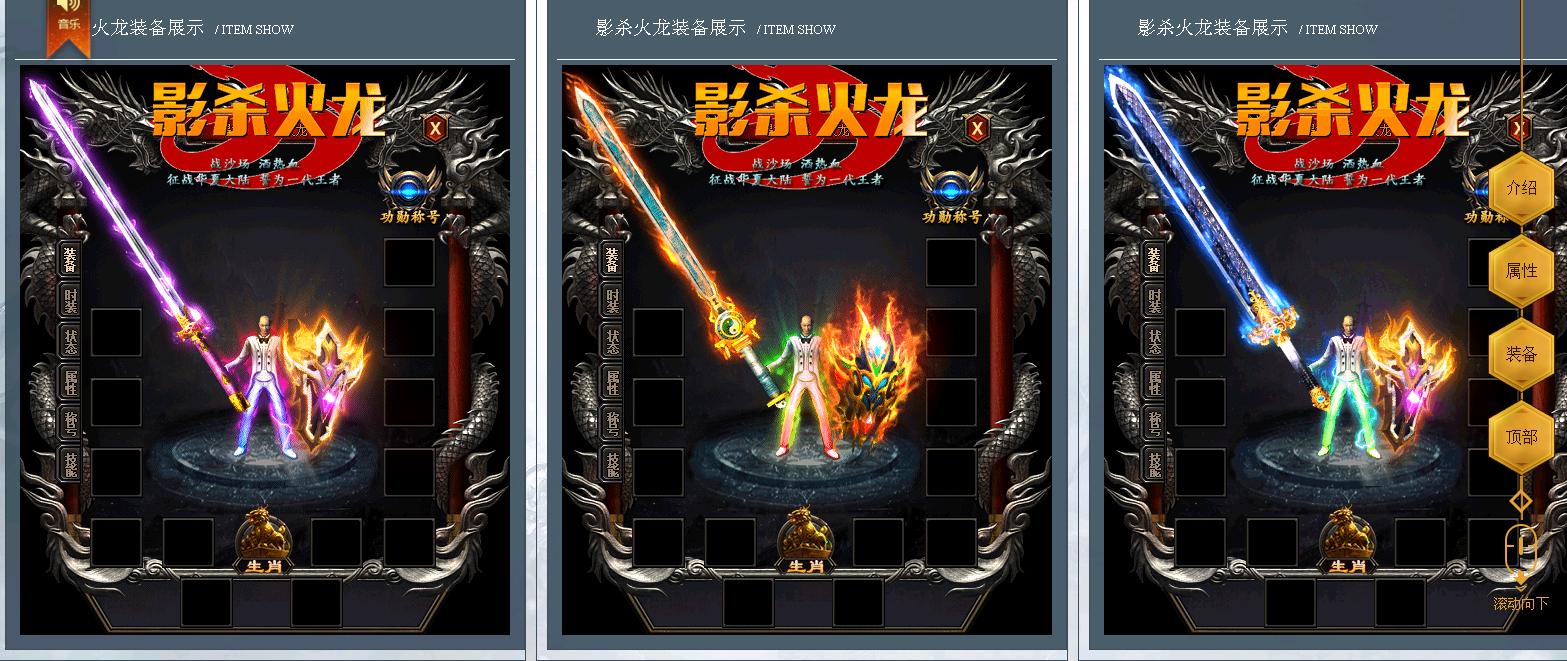 音乐
火龙装备展示 / ITEM SHOW
影杀火龙
战沙场 洒热血
征战华夏大陆 誓为一代王者
X
功勋称号
装备
时装
状态
属性
称号
技能
生肖
影杀火龙装备展示 / ITEM SHOW
影杀火龙
战沙场 洒热血
征战华夏大陆 誓为一代王者
X
功勋称号
装备
时装
状态
属性
称号
技能
生肖
影杀火龙装备展示 / ITEM SHOW
影杀火龙
战沙场 洒热血
征战华夏大陆 誓为一代王者
X
功勋称
装备
时装
状态
属性
称号
技能
生肖
介绍
属性
装备
顶部
滚动向下